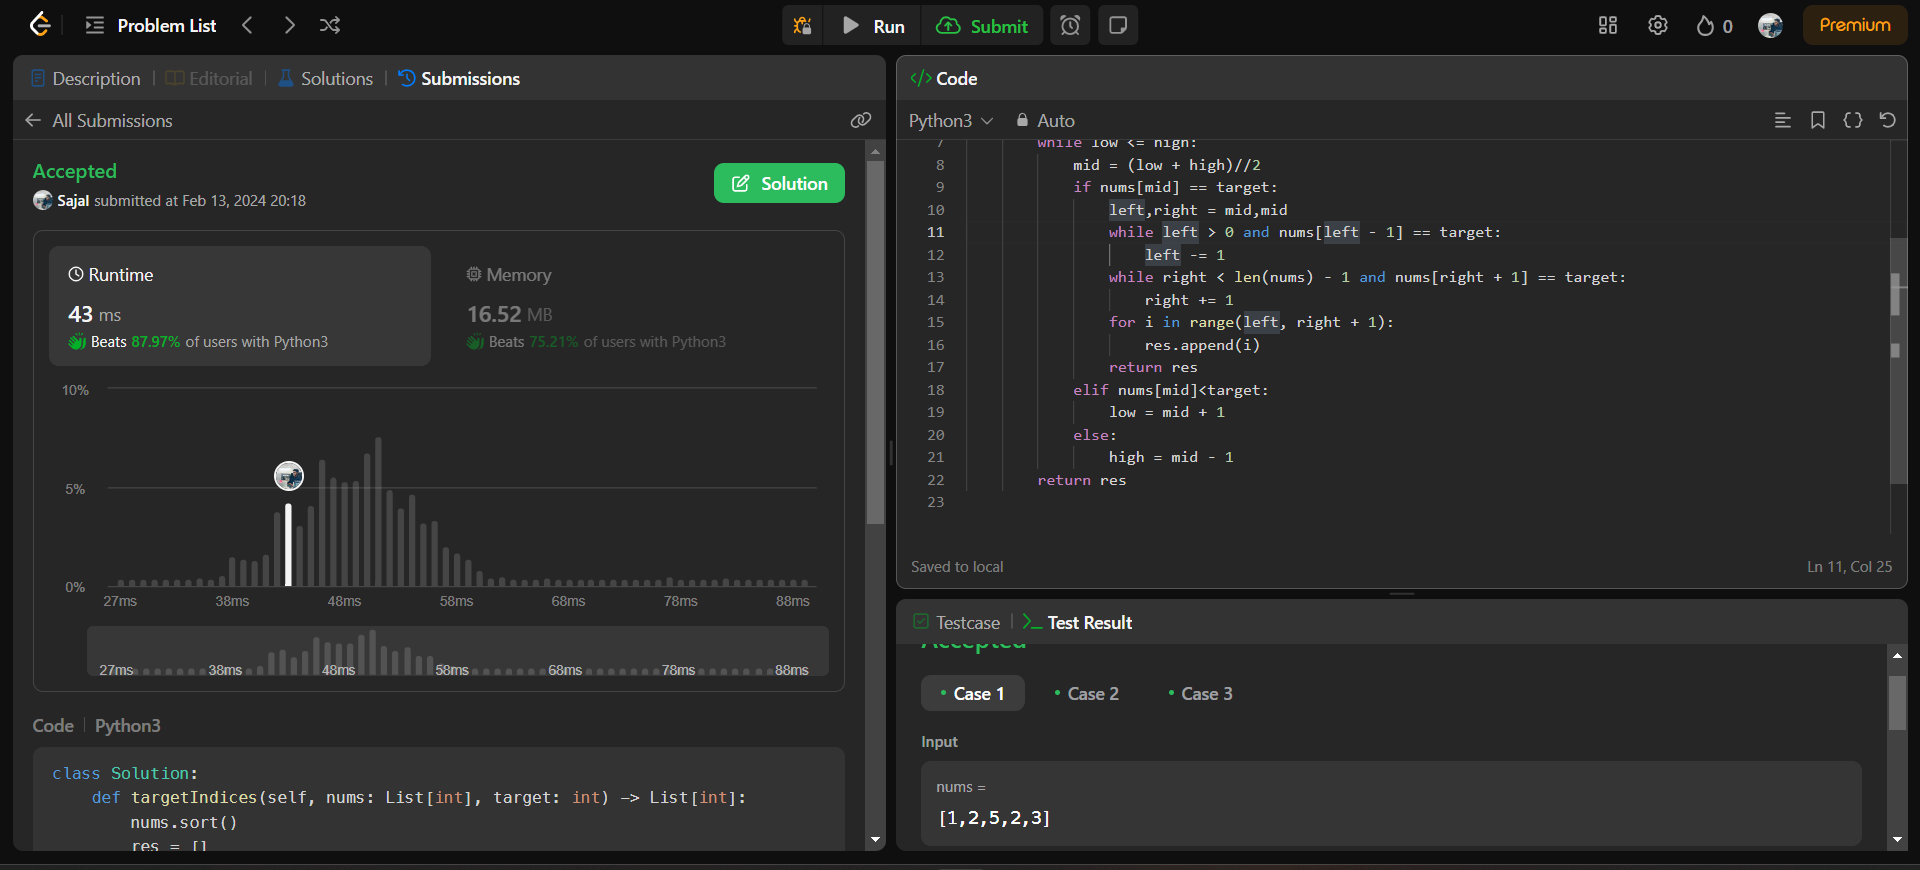 Problem List
Run
Submit
0
Premium
Description
Editorial
Solutions
Submissions
All Submissions
Accepted
Sajal submitted at Feb 13, 2024 20:18
Solution
Runtime
43 ms
Beats 87.97% of users with Python3
Memory
16.52 MB
Beats 75.21% of users with Python3
10%
5%
0%
27ms 38ms 48ms 58ms 68ms 78ms 88ms
27ms 38ms 48ms 58ms 68ms 78ms 88ms
Code | Python3
class Solution:
    def targetIndices(self, nums: List[int], target: int) -> List[int]:
        nums.sort()
        res = []
</> Code
Python3
Auto
7 while low <= high:
8 mid = (low + high)//2
9 if nums[mid] == target:
10 left,right = mid,mid
11 while left > 0 and nums[left - 1] == target:
12 left -= 1
13 while right < len(nums) - 1 and nums[right + 1] == target:
14 right += 1
15 for i in range(left, right + 1):
16 res.append(i)
17 return res
18 elif nums[mid]<target:
19 low = mid + 1
20 else:
21 high = mid - 1
22 return res
23
Saved to local
Ln 11, Col 25
Testcase
Test Result
Accepted
Case 1
Case 2
Case 3
Input
nums =
[1,2,5,2,3]